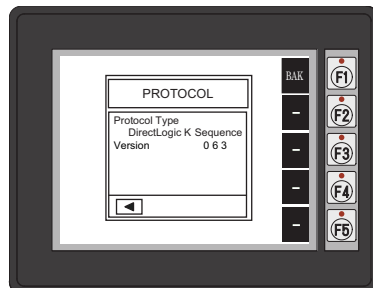 PROTOCOL
Protocol Type
DirectLogic K Sequence
Version 0 6 3
BAK
-
-
-
-
F1
F2
F3
F4
F5